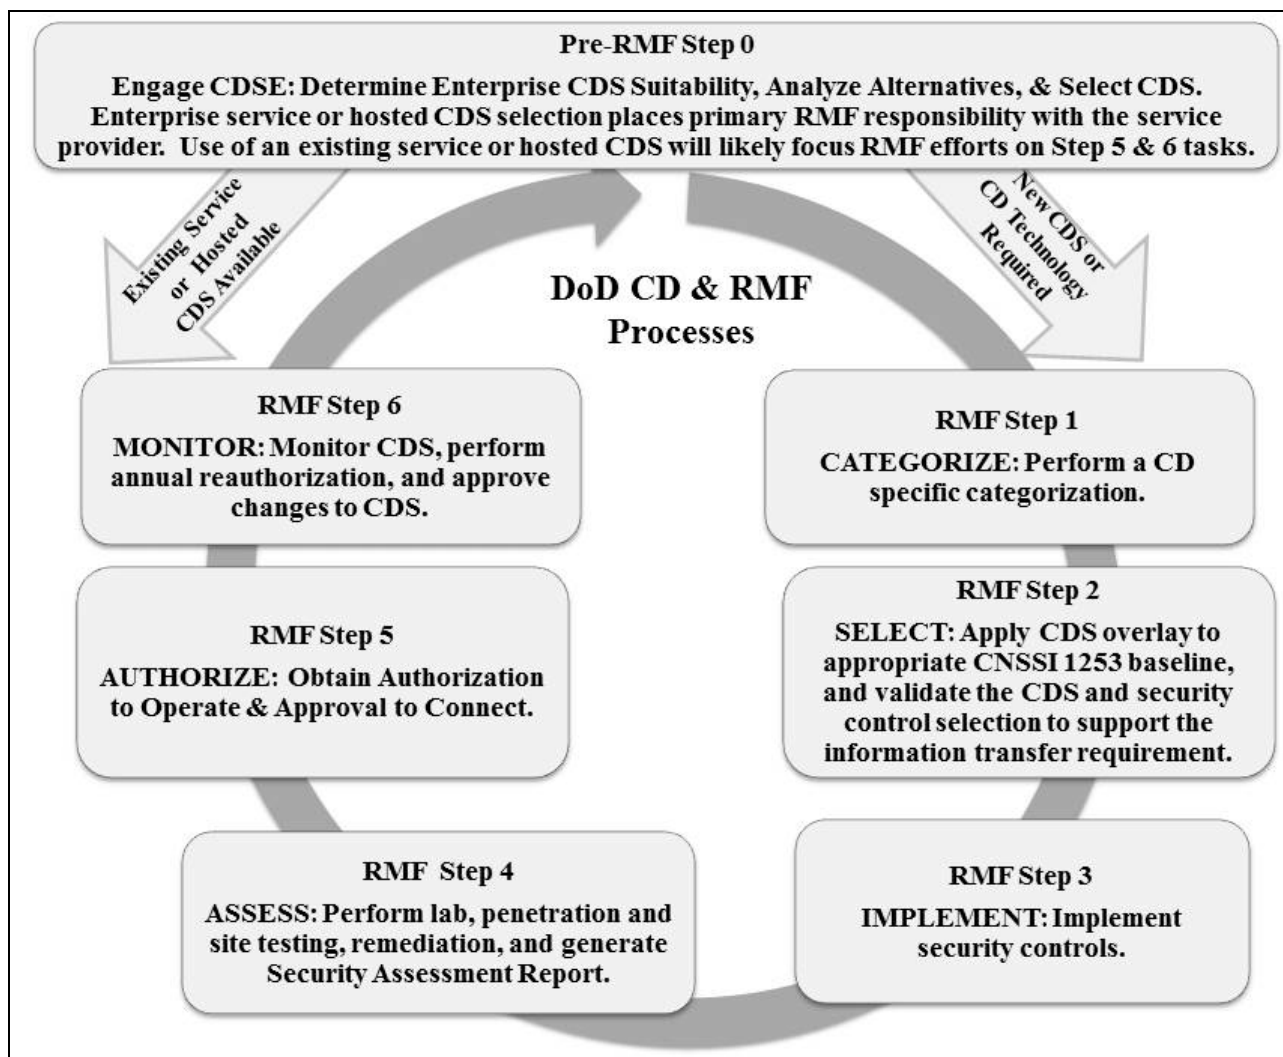 Pre-RMF Step 0
Engage CDSE: Determine Enterprise CDS Suitability, Analyze Alternatives, & Select CDS.
Enterprise service or hosted CDS selection places primary RMF responsibility with the service
provider. Use of an existing service or hosted CDS will likely focus RMF efforts on Step 5 & 6 tasks.
Existing Service
or Hosted
CDS Available
New CDS or
CD Technology
Required
DoD CD & RMF
Processes
RMF Step 1
CATEGORIZE: Perform a CD
specific categorization.
RMF Step 2
SELECT: Apply CDS overlay to
appropriate CNSSI 1253 baseline,
and validate the CDS and security
control selection to support the
information transfer requirement.
RMF Step 3
IMPLEMENT: Implement
security controls.
RMF Step 4
ASSESS: Perform lab, penetration and
site testing, remediation, and generate
Security Assessment Report.
RMF Step 5
AUTHORIZE: Obtain Authorization
to Operate & Approval to Connect.
RMF Step 6
MONITOR: Monitor CDS, perform
annual reauthorization, and approve
changes to CDS.